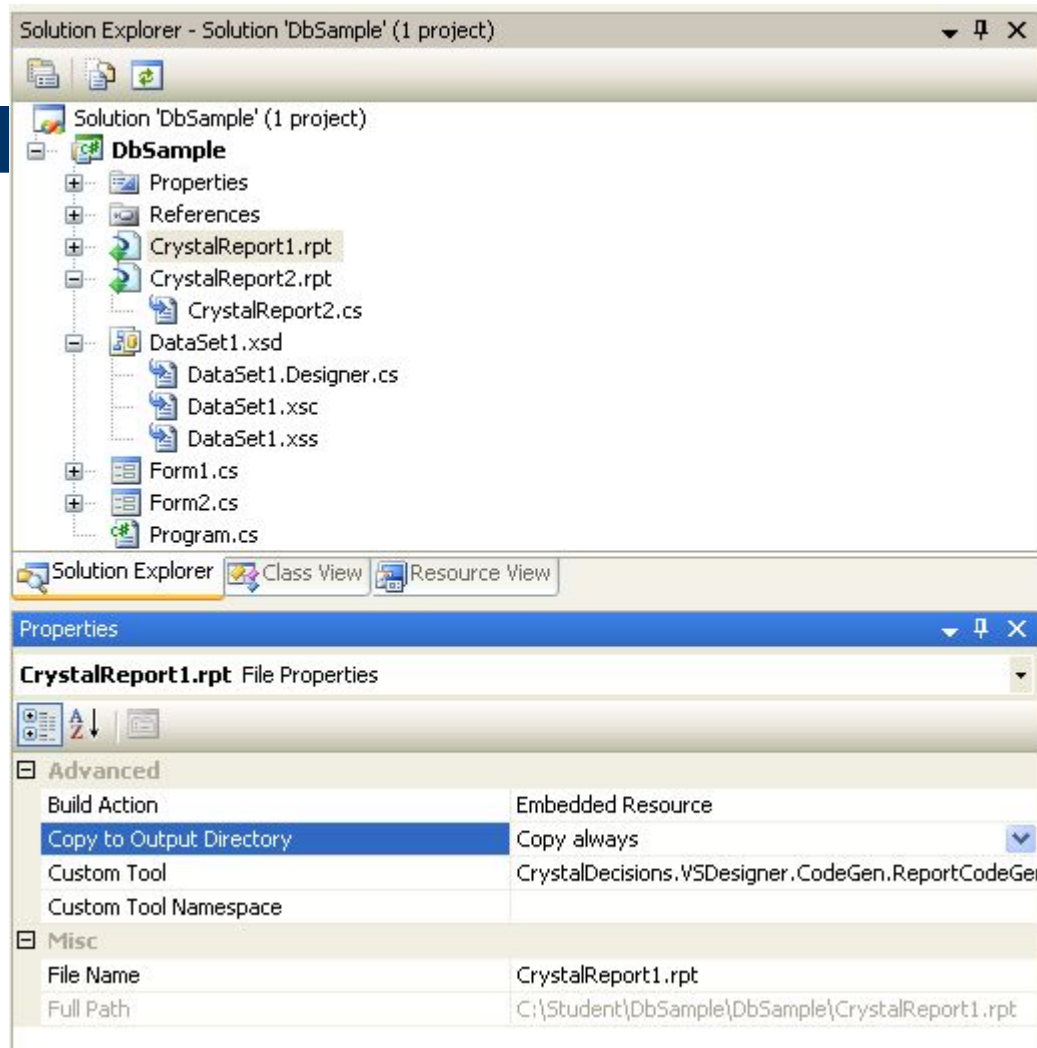 Solution Explorer - Solution 'DbSample' (1 project)
Solution 'DbSample' (1 project)
DbSample
Properties
References
CrystalReport1.rpt
CrystalReport2.rpt
CrystalReport2.cs
DataSet1.xsd
DataSet1.Designer.cs
DataSet1.xsc
DataSet1.xss
Form1.cs
Form2.cs
Program.cs
Solution Explorer Class View Resource View
Properties
CrystalReport1.rpt File Properties
Advanced
Build Action Embedded Resource
Copy to Output Directory Copy always
Custom Tool CrystalDecisions.VSDesigner.CodeGen.ReportCodeGe
Custom Tool Namespace
Misc
File Name CrystalReport1.rpt
Full Path C:\Student\DbSample\DbSample\CrystalReport1.rpt